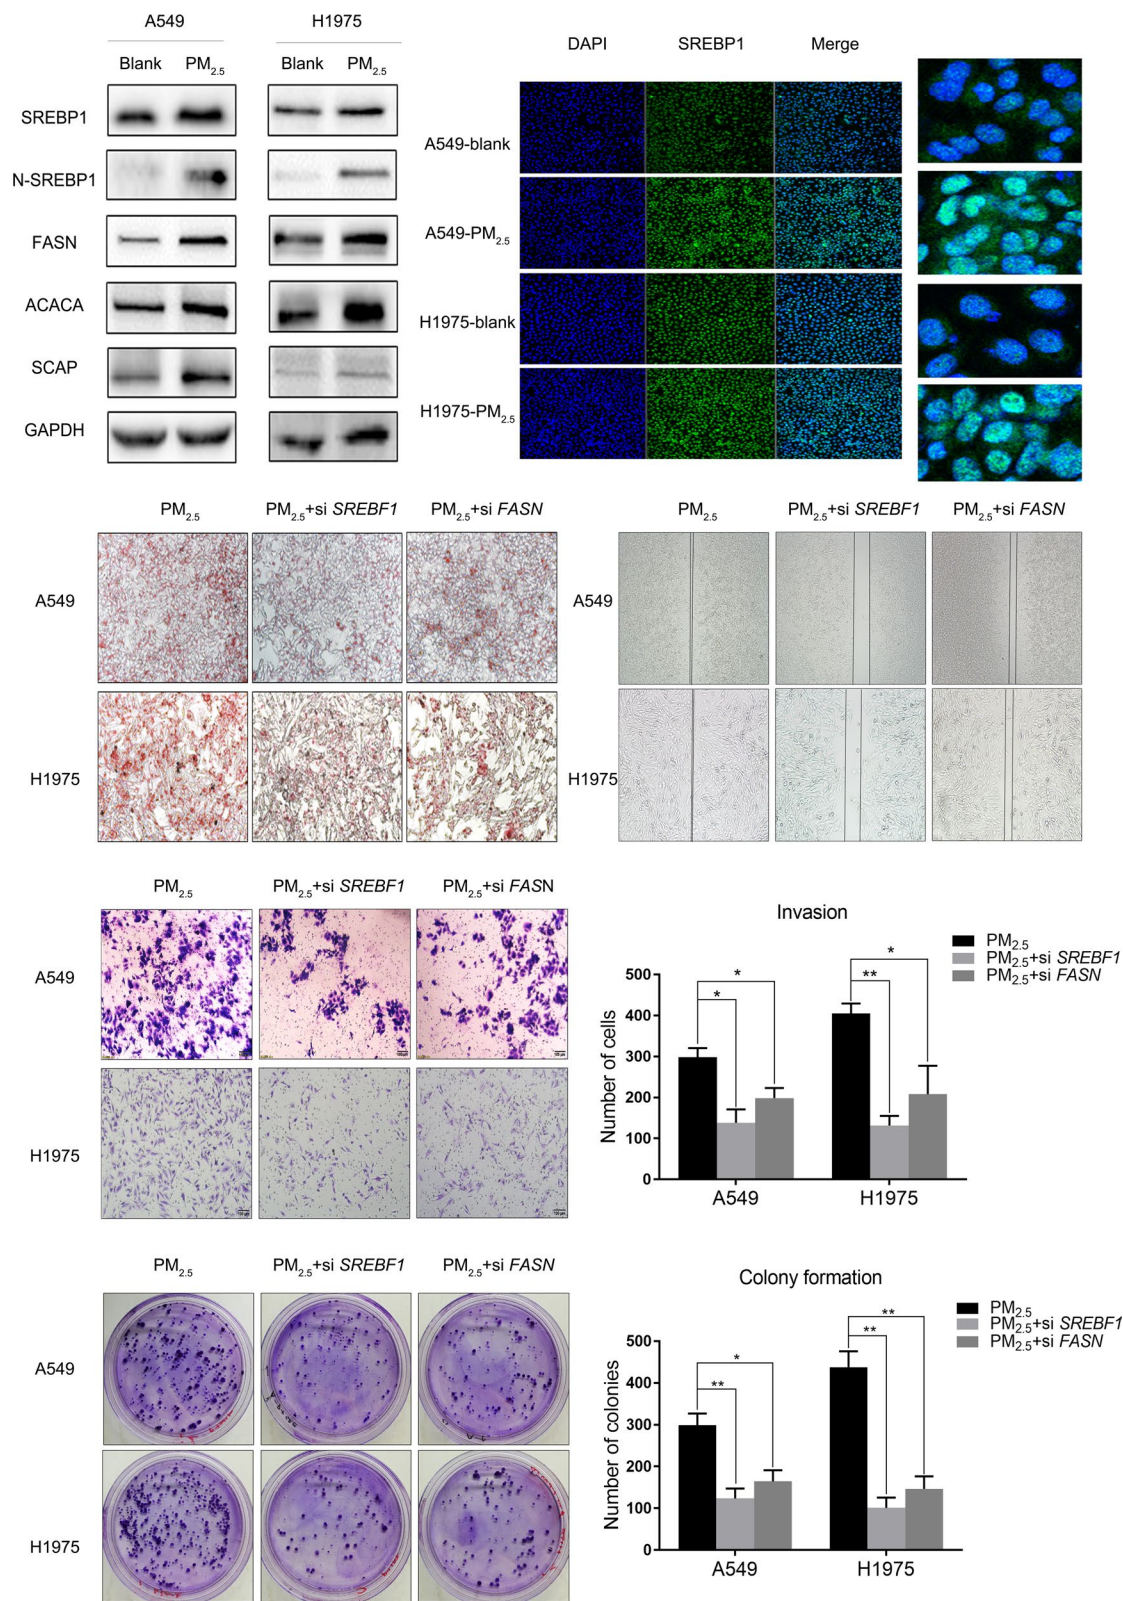 A549 H1975
Blank PM2.5 Blank PM2.5
SREBP1
N-SREBP1
FASN
ACACA
SCAP
GAPDH
DAPI SREBP1 Merge
A549-blank
A549-PM2.5
H1975-blank
H1975-PM2.5
PM2.5 PM2.5+si SREBF1 PM2.5+si FASN
A549
H1975
PM2.5 PM2.5+si SREBF1 PM2.5+si FASN
A549
H1975
PM2.5 PM2.5+si SREBF1 PM2.5+si FASN
A549
H1975
Invasion
PM2.5
PM2.5+si SREBF1
PM2.5+si FASN
Number of cells
500
400
300
200
100
0
* * ** *
A549 H1975
PM2.5 PM2.5+si SREBF1 PM2.5+si FASN
A549
H1975
Colony formation
PM2.5
PM2.5+si SREBF1
PM2.5+si FASN
Number of colonies
500
400
300
200
100
0
** * ** **
A549 H1975